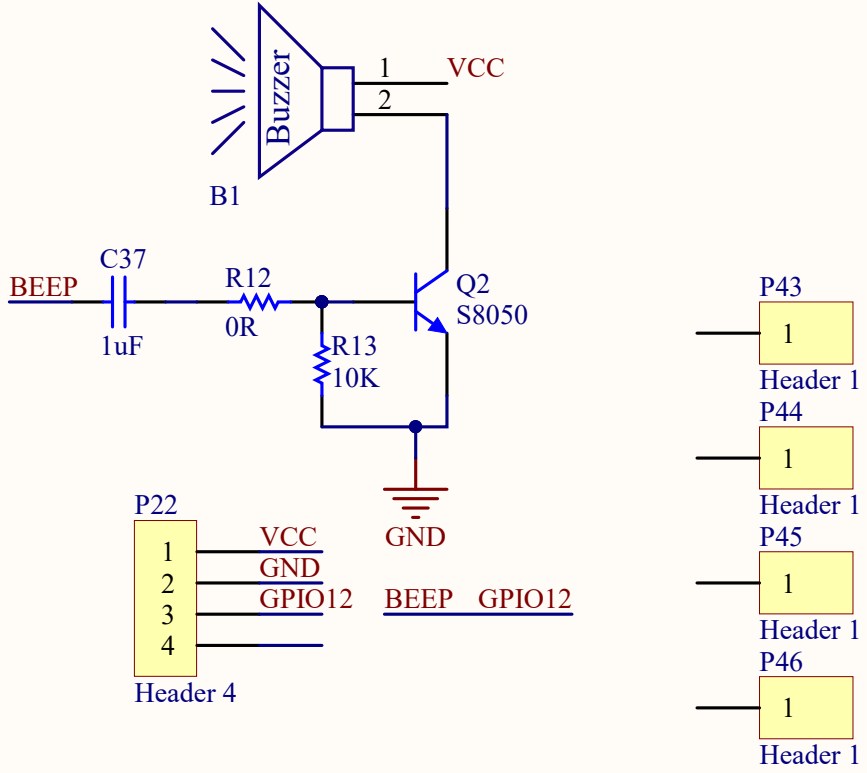 Buzzer
1
VCC
2
B1
C37
BEEP
1uF
R12
0R
Q2
S8050
R13
10K
GND
P22
1 VCC
2 GND
3 GPIO12
4
Header 4
BEEP GPIO12
P43
1
Header 1
P44
1
Header 1
P45
1
Header 1
P46
1
Header 1